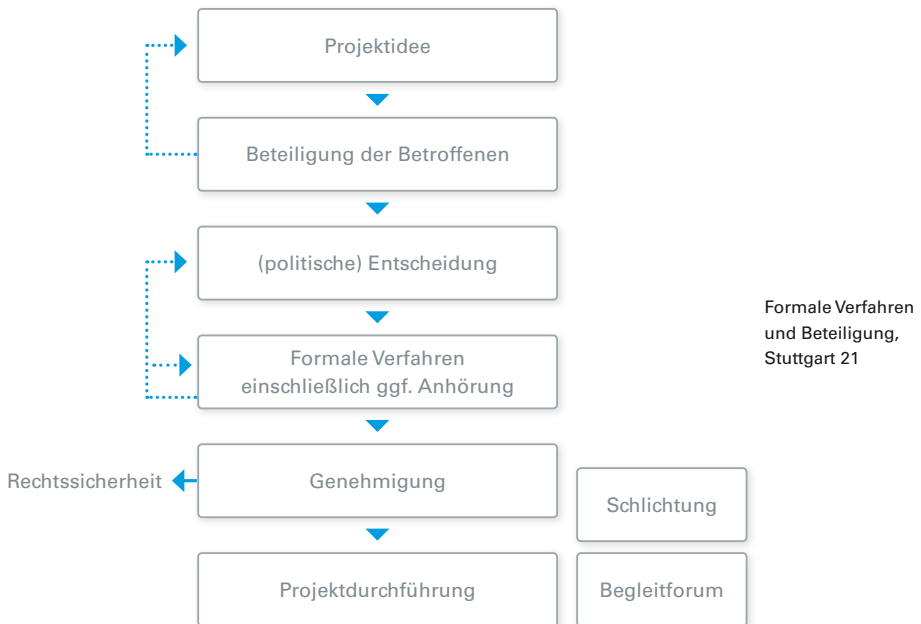 Projektidee
Beteiligung der Betroffenen
(politische) Entscheidung
Formale Verfahren
einschließlich ggf. Anhörung
Formale Verfahren
und Beteiligung,
Stuttgart 21
Rechtssicherheit
Genehmigung
Schlichtung
Projektdurchführung
Begleitforum